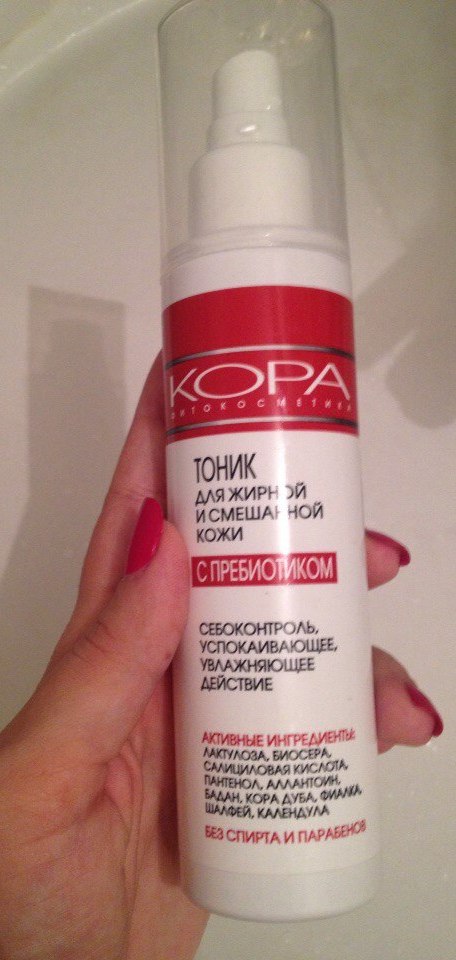 КОРА
ФИТОКОСМЕТИКА
ТОНИК
ДЛЯ ЖИРНОЙ
И СМЕШАННОЙ
КОЖИ
С ПРЕБИОТИКОМ
СЕБОКОНТРОЛЬ,
УСПОКАИВАЮЩЕЕ,
УВЛАЖНЯЮЩЕЕ
ДЕЙСТВИЕ
АКТИВНЫЕ ИНГРЕДИЕНТЫ:
ЛАКТУЛОЗА, БИОСЕРА,
САЛИЦИЛОВАЯ КИСЛОТА,
ПАНТЕНОЛ, АЛЛАНТОИН,
БАДАН, КОРА ДУБА, ФИАЛКА,
ШАЛФЕЙ, КАЛЕНДУЛА
БЕЗ СПИРТА И ПАРАБЕНОВ